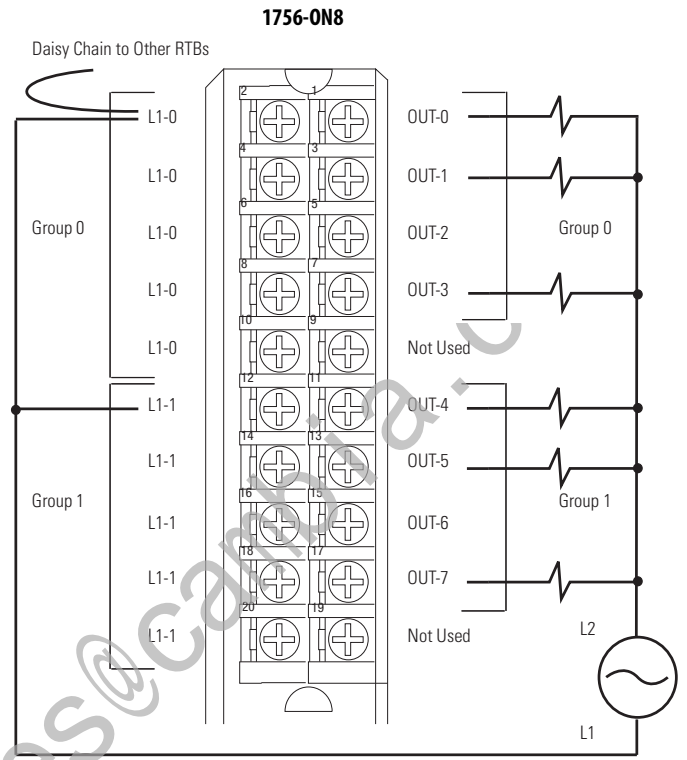 1756-ON8
Daisy Chain to Other RTBs
2 1
L1-0 OUT-0
4 3
L1-0 OUT-1
6 5
Group 0 L1-0 OUT-2 Group 0
8 7
L1-0 OUT-3
10 9
L1-0 Not Used
12 11
L1-1 OUT-4
14 13
L1-1 OUT-5
16 15
Group 1 L1-1 OUT-6 Group 1
18 17
L1-1 OUT-7
20 19
L1-1 Not Used L2
L1
es@cambia.c